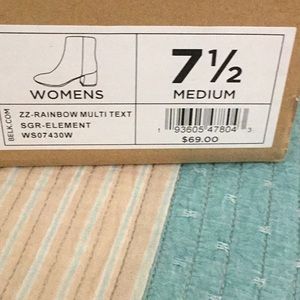 WOMENS
BELK.COM
ZZ-RAINBOW MULTI TEXT
SGR-ELEMENT
WS07430W
7½
MEDIUM
1 93605 47804 3
$69.00